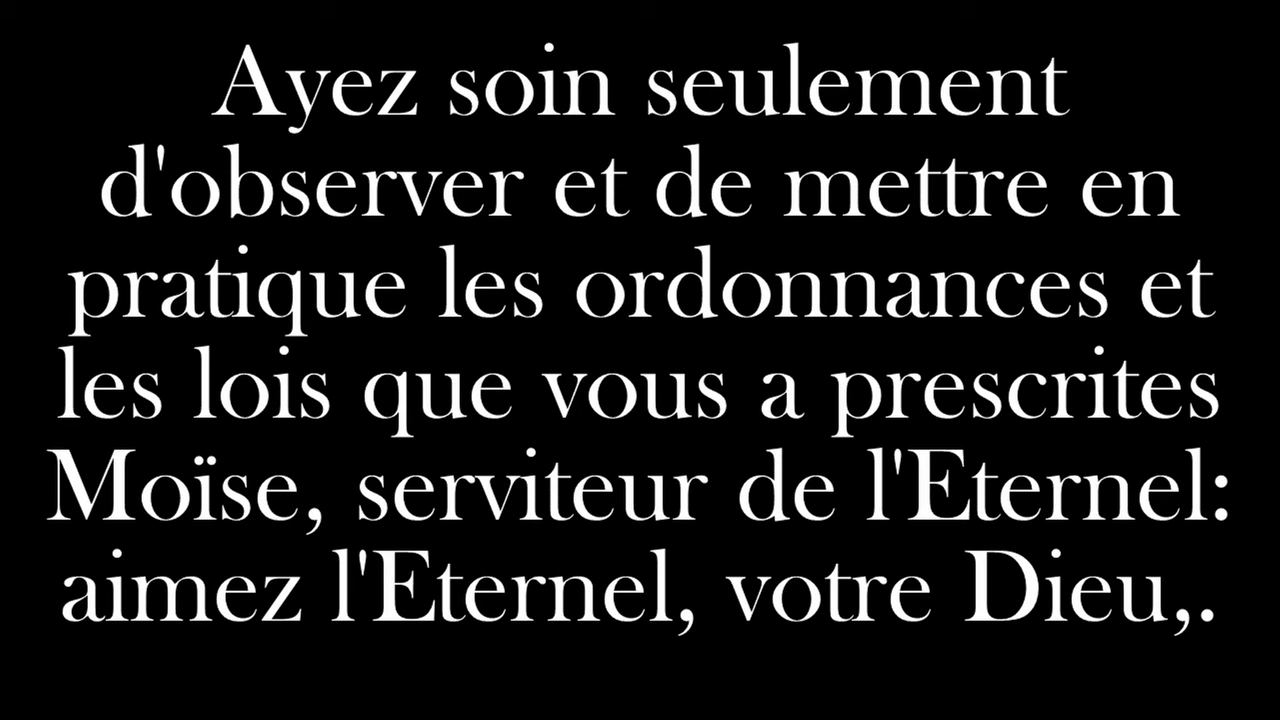 Ayez soin seulement
d'observer et de mettre en
pratique les ordonnances et
les lois que vous a prescrites
Moïse, serviteur de l'Eternel:
aimez l'Eternel, votre Dieu,.